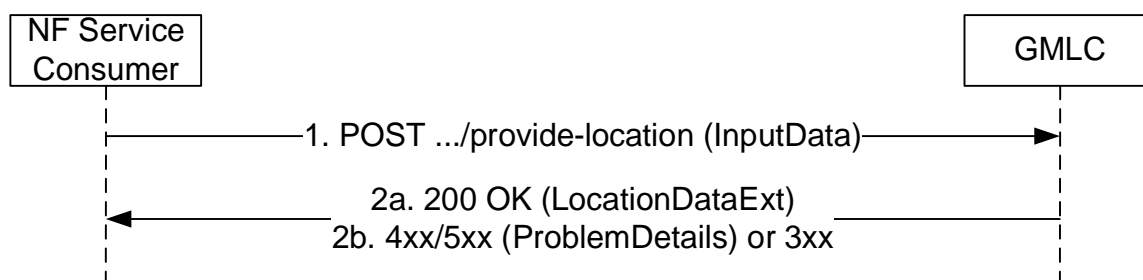 NF Service
Consumer
GMLC
1. POST .../provide-location (InputData)
2a. 200 OK (LocationDataExt)
2b. 4xx/5xx (ProblemDetails) or 3xx